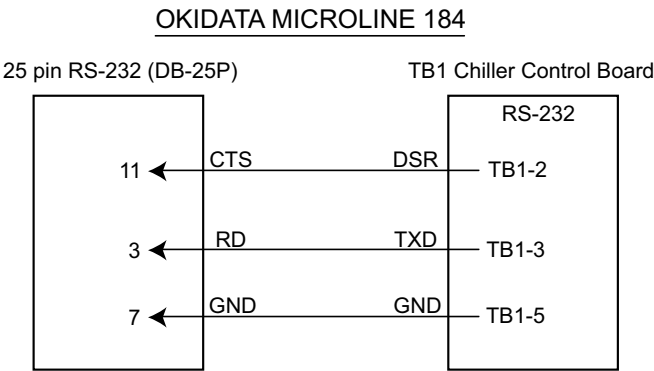 OKIDATA MICROLINE 184
25 pin RS-232 (DB-25P) TB1 Chiller Control Board
RS-232
11 CTS DSR TB1-2
3 RD TXD TB1-3
7 GND GND TB1-5